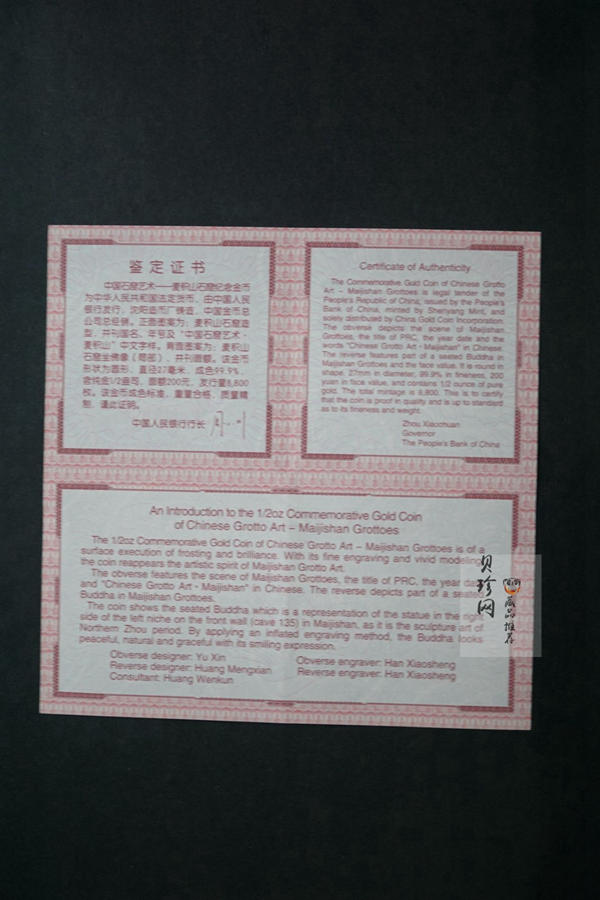 鉴定证书
中国石窟艺术——麦积山石窟纪念金币
为中华人民共和国法定货币，由中国人民
银行发行，沈阳造币厂铸造，中国金币总
公司总经销。正面图案为：麦积山石窟造
型，并刊国名、年号及“中国石窟艺术·
麦积山”中文字样。背面图案为：麦积山
石窟坐佛像（局部），并刊面额。该金币
形状为圆形，直径27毫米，成色99.9%，
含纯金1/2盎司，面额200元，发行量8,800
枚。该金币成色标准，重量合格，质量精
制，谨此证明。
中国人民银行行长
Certificate of Authenticity
The Commemorative Gold Coin of Chinese Grotto
Art – Maijishan Grottoes is legal tender of the
People's Republic of China, issued by the People's
Bank of China, minted by Shenyang Mint, and
solely distributed by China Gold Coin Incorporation.
The obverse depicts the scene of Maijishan
Grottoes, the title of PRC, the year date and the
words "Chinese Grotto Art - Maijishan" in Chinese.
The reverse features part of a seated Buddha in
Maijishan Grottoes and the face value. It is round in
shape, 27mm in diameter, 99.9% in fineness, 200
yuan in face value, and contains 1/2 ounce of pure
gold. The total mintage is 8,800. This is to certify
that the coin is proof in quality and is up to standard
as to its fineness and weight.
Zhou Xiaochuan
Governor
The People's Bank of China
An Introduction to the 1/2oz Commemorative Gold Coin
of Chinese Grotto Art – Maijishan Grottoes
The 1/2oz Commemorative Gold Coin of Chinese Grotto Art – Maijishan Grottoes is of a
surface execution of frosting and brilliance. With its fine engraving and vivid modeling
the coin reappears the artistic spirit of Maijishan Grotto Art.
The obverse features the scene of Maijishan Grottoes, the title of PRC, the year date
and "Chinese Grotto Art - Maijishan" in Chinese. The reverse depicts part of a seated
Buddha in Maijishan Grottoes.
The coin shows the seated Buddha which is a representation of the statue in the right
side of the left niche on the front wall (cave 135) in Maijishan, as it is the sculpture art of
Northern Zhou period. By applying an inflated engraving method, the Buddha looks
peaceful, natural and graceful with its smiling expression.
Obverse designer: Yu Xin
Obverse engraver: Han Xiaosheng
Reverse designer: Huang Mengxian
Reverse engraver: Han Xiaosheng
Consultant: Huang Wenkun
贝珍网
藏品推荐